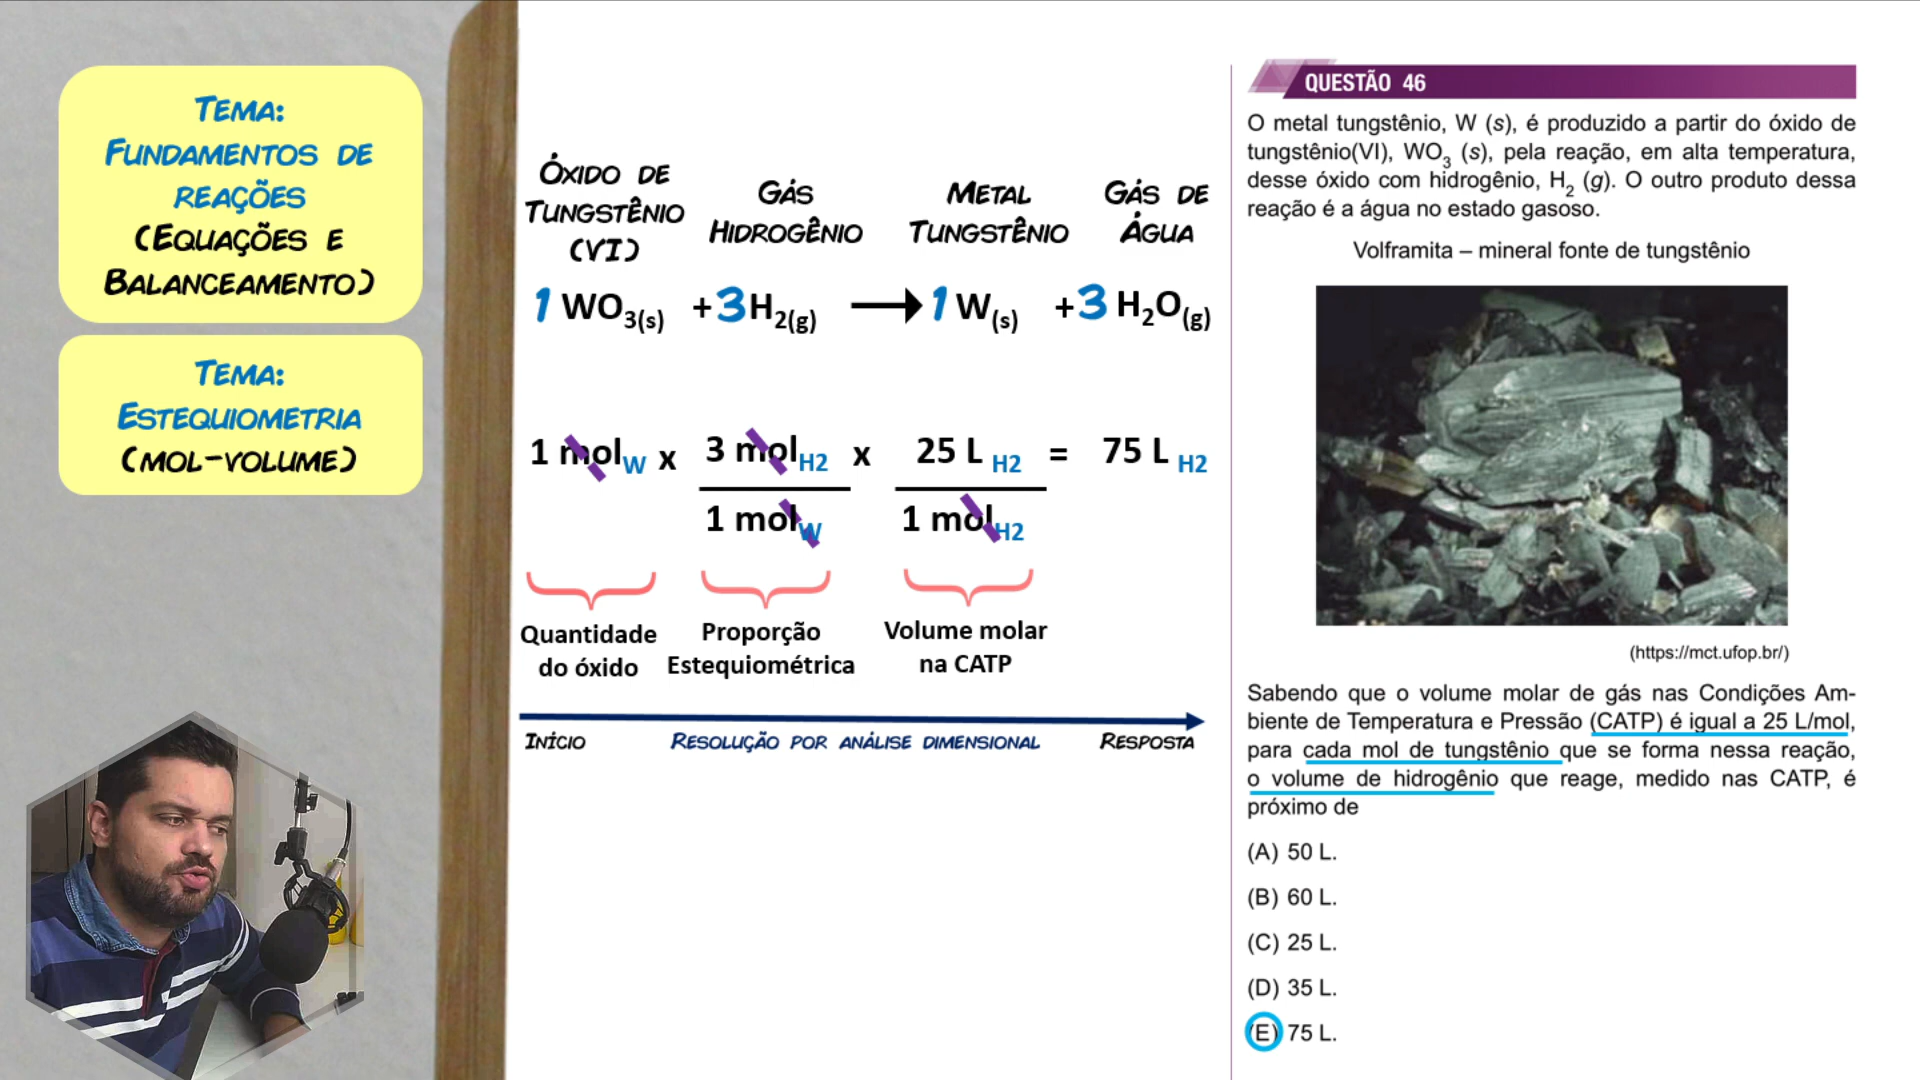 TEMA:
FUNDAMENTOS DE
REAÇÕES
(EQUAÇÕES E
BALANCEAMENTO)
TEMA:
ESTEQUIOMETRIA
(MOL-VOLUME)
ÓXIDO DE
TUNGSTÊNIO
(VI)
GÁS
HIDROGÊNIO
METAL
TUNGSTÊNIO
GÁS DE
ÁGUA
1 WO3(s) + 3 H2(g) → 1 W(s) + 3 H2O(g)
1 molW x 3 molH2 x 25 L H2 = 75 L H2
1 molW 1 molH2
Quantidade
do óxido
Proporção
Estequiométrica
Volume molar
na CATP
INÍCIO
RESOLUÇÃO POR ANÁLISE DIMENSIONAL
RESPOSTA
QUESTÃO 46
O metal tungstênio, W (s), é produzido a partir do óxido de
tungstênio(VI), WO3 (s), pela reação, em alta temperatura,
desse óxido com hidrogênio, H2 (g). O outro produto dessa
reação é a água no estado gasoso.
Volframita – mineral fonte de tungstênio
(https://mct.ufop.br/)
Sabendo que o volume molar de gás nas Condições Am-
biente de Temperatura e Pressão (CATP) é igual a 25 L/mol,
para cada mol de tungstênio que se forma nessa reação,
o volume de hidrogênio que reage, medido nas CATP, é
próximo de
(A) 50 L.
(B) 60 L.
(C) 25 L.
(D) 35 L.
(E) 75 L.